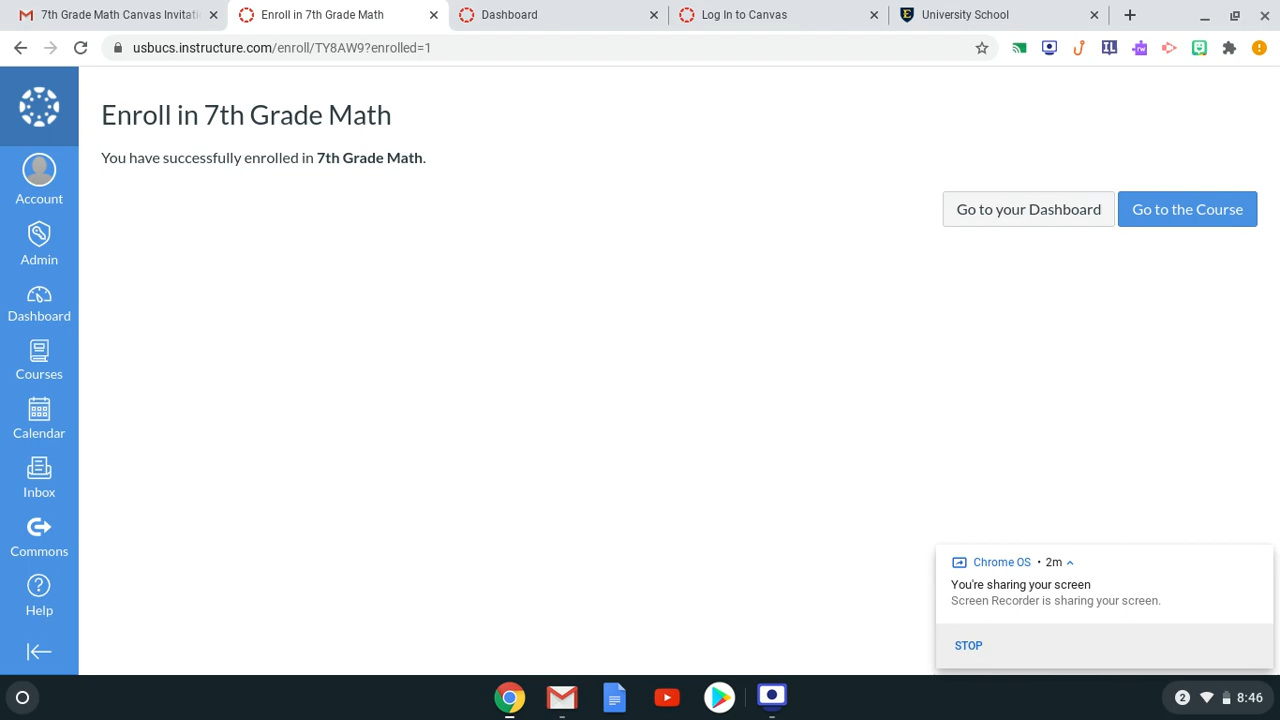 7th Grade Math Canvas Invitati
Enroll in 7th Grade Math
Dashboard
Log In to Canvas
University School
usbucs.instructure.com/enroll/TY8AW9?enrolled=1
Enroll in 7th Grade Math
You have successfully enrolled in 7th Grade Math.
Go to your Dashboard
Go to the Course
Account
Admin
Dashboard
Courses
Calendar
Inbox
Commons
Help
Chrome OS • 2m
You're sharing your screen
Screen Recorder is sharing your screen.
STOP
2 8:46